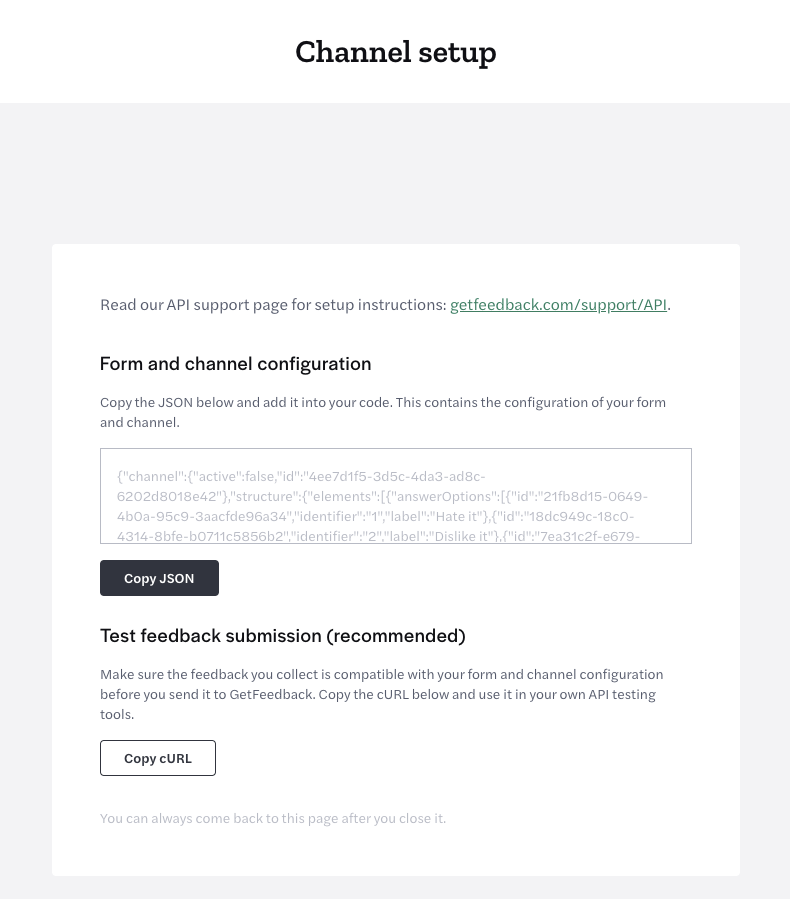 Channel setup
Read our API support page for setup instructions: getfeedback.com/support/API.
Form and channel configuration
Copy the JSON below and add it into your code. This contains the configuration of your form
and channel.
{"channel":{"active":false,"id":"4ee7d1f5-3d5c-4da3-ad8c-
6202d8018e42"},"structure":{"elements":[{"answerOptions":[{"id":"21fb8d15-0649-
4b0a-95c9-3aacfde96a34","identifier":"1","label":"Hate it"},{"id":"18dc949c-18c0-
4314-8bfe-b0711c5856b2","identifier":"2","label":"Dislike it"},{"id":"7ea31c2f-e679-
Copy JSON
Test feedback submission (recommended)
Make sure the feedback you collect is compatible with your form and channel configuration
before you send it to GetFeedback. Copy the cURL below and use it in your own API testing
tools.
Copy cURL
You can always come back to this page after you close it.